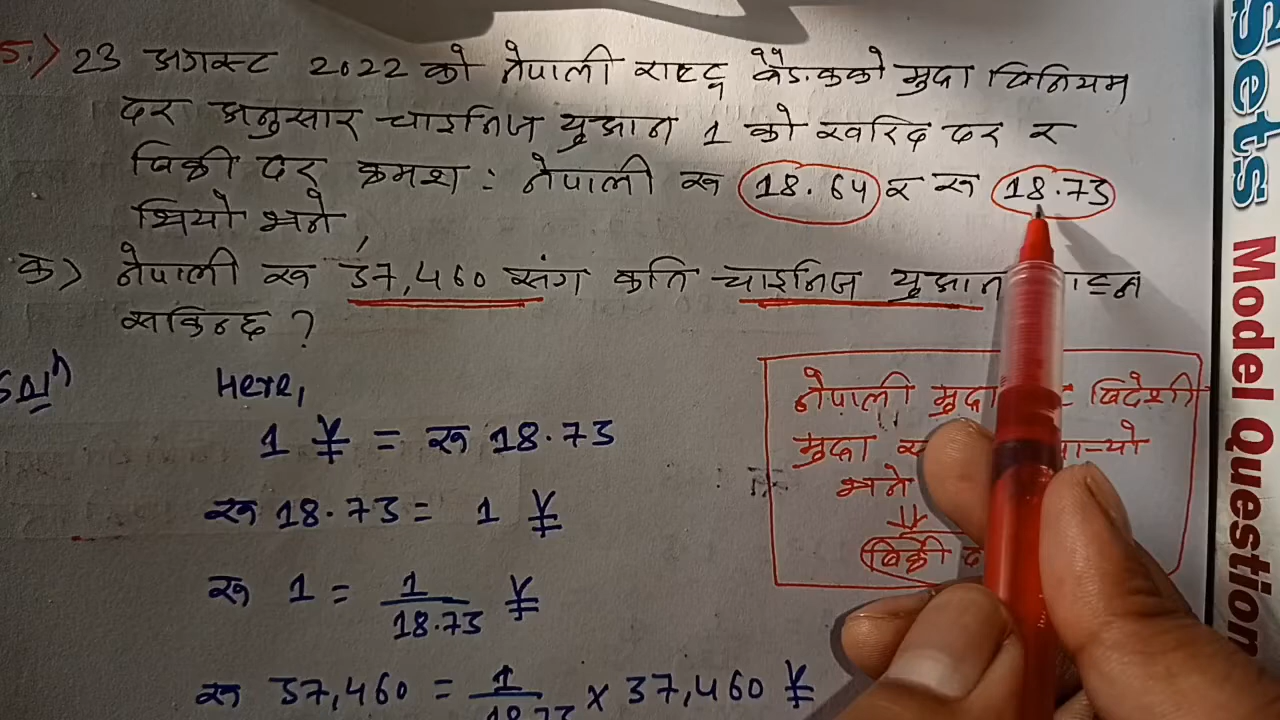 5.) 23 अगस्ट 2022 को नेपाली राष्ट्र बैङ्कको मुद्रा विनियम
दर अनुसार चाइनिज युआन 1 को खरिद दर र
बिक्री दर क्रमश: नेपाली रू 18.64 र रू 18.73
थियो भने,
क) नेपाली रू 37,460 संग कति चाइनिज युआन
सकिन्छ ?
Solⁿ Here,
1 ¥ = रू 18.73
रू 18.73 = 1 ¥
रू 1 = 1/18.73 ¥
रू 37,460 = 1/18.73 × 37,460 ¥
नेपाली मुद्रा विदेशी
मुद्रा
भने
⇓
बिक्री
Sets Model Question